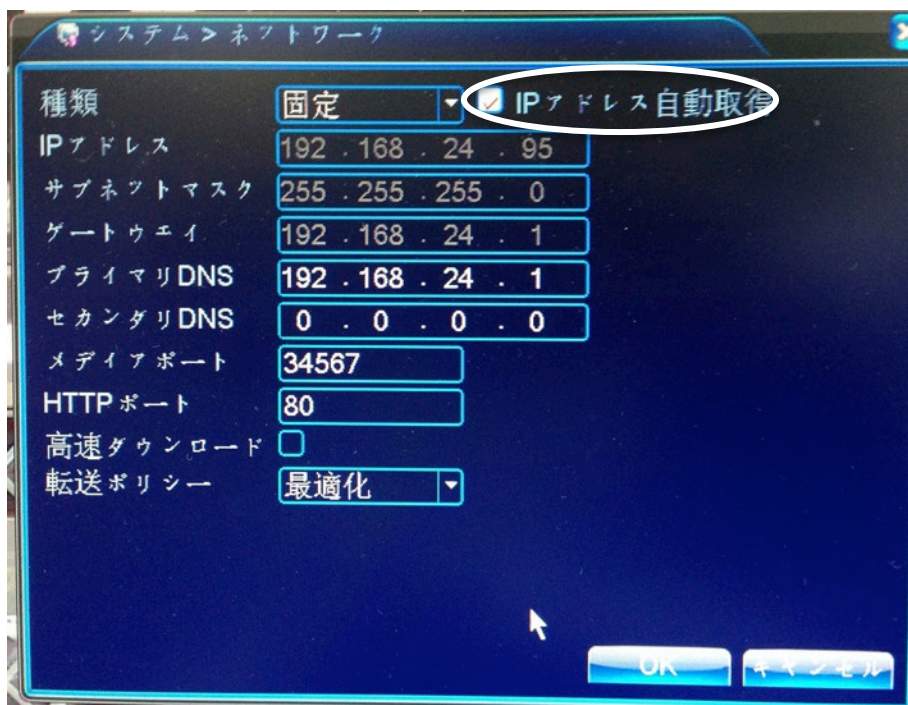 システム>ネットワーク
種類 固定 IPアドレス自動取得
IPアドレス 192 . 168 . 24 . 95
サブネットマスク 255 . 255 . 255 . 0
ゲートウエイ 192 . 168 . 24 . 1
プライマリDNS 192 . 168 . 24 . 1
セカンダリDNS 0 . 0 . 0 . 0
メディアポート 34567
HTTPポート 80
高速ダウンロード
転送ポリシー 最適化
OK キャンセル